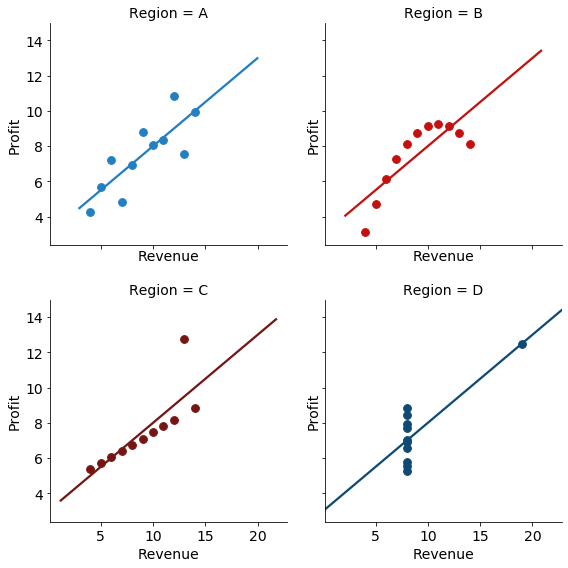 Region = A
Region = B
14
12
10
8
6
4
Profit
Profit
Revenue
Revenue
Region = C
Region = D
14
12
10
8
6
4
Profit
Profit
5 10 15 20
5 10 15 20
Revenue
Revenue